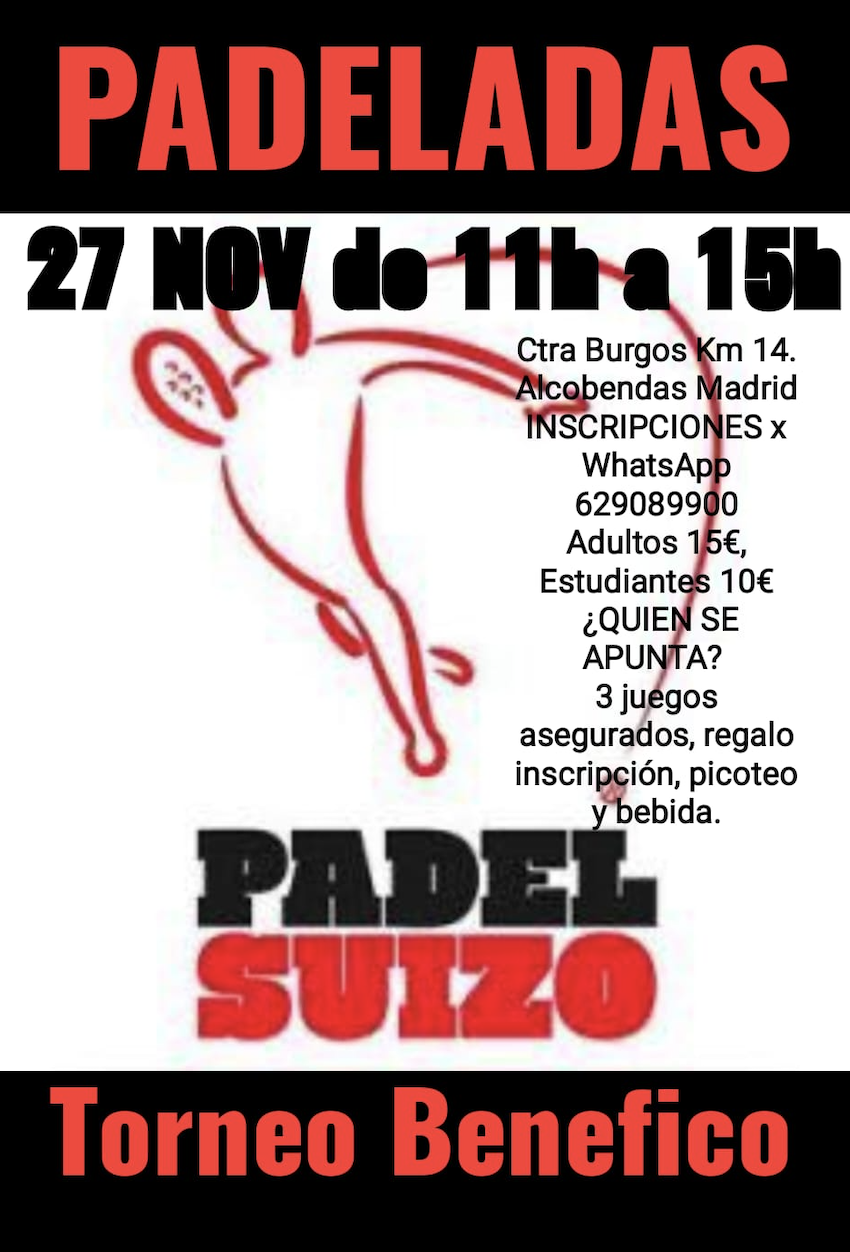 PADELADAS
27 NOV de 11h a 15h
Ctra Burgos Km 14.
Alcobendas Madrid
INSCRIPCIONES x
WhatsApp
629089900
Adultos 15€,
Estudiantes 10€
¿QUIEN SE
APUNTA?
3 juegos
asegurados, regalo
inscripción, picoteo
y bebida.
PADEL
SUIZO
Torneo Benefico